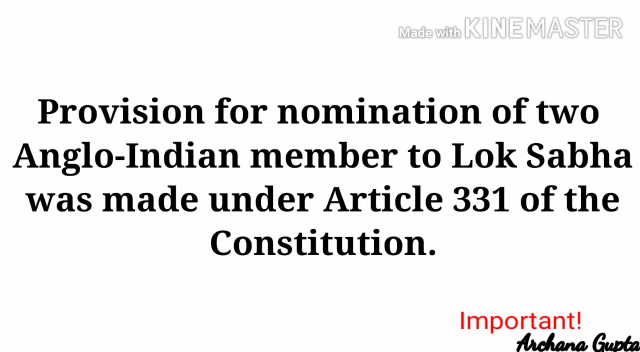 Made with KINEMASTER
Provision for nomination of two
Anglo-Indian member to Lok Sabha
was made under Article 331 of the
Constitution.
Important!
Archana Gupta